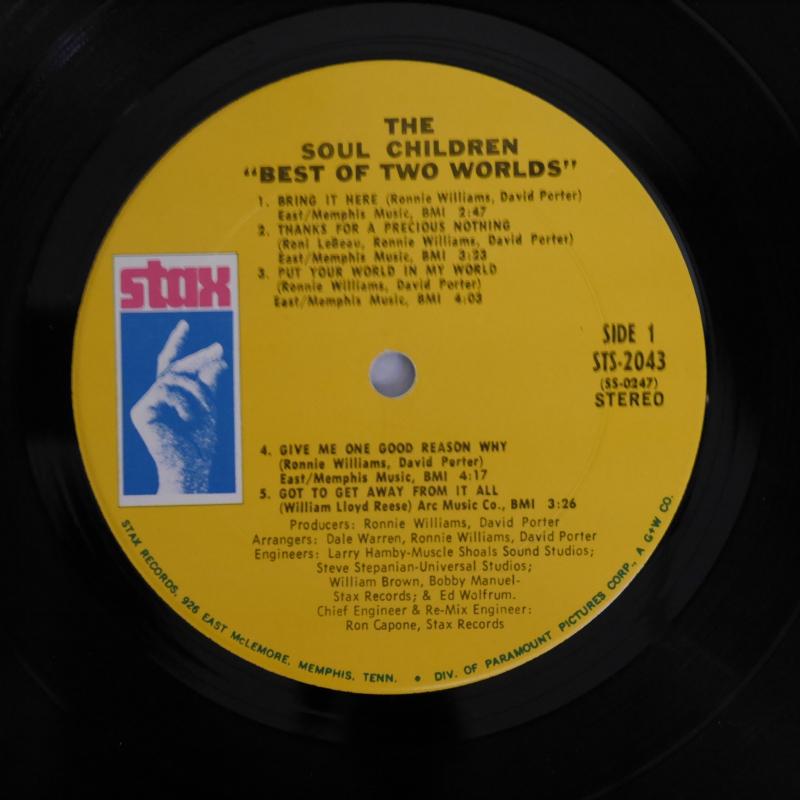 THE
SOUL CHILDREN
"BEST OF TWO WORLDS"
1. BRING IT HERE (Ronnie Williams, David Porter)
East/Memphis Music, BMI 2:47
2. THANKS FOR A PRECIOUS NOTHING
(Roni LeBeau, Ronnie Williams, David Porter)
East/Memphis Music, BMI 3:23
3. PUT YOUR WORLD IN MY WORLD
(Ronnie Williams, David Porter)
East/Memphis Music, BMI 4:03
stax
SIDE 1
STS-2043
(SS-0247)
STEREO
4. GIVE ME ONE GOOD REASON WHY
(Ronnie Williams, David Porter)
East/Memphis Music, BMI 4:17
5. GOT TO GET AWAY FROM IT ALL
(William Lloyd Reese) Arc Music Co., BMI 3:26
Producers: Ronnie Williams, David Porter
Arrangers: Dale Warren, Ronnie Williams, David Porter
Engineers: Larry Hamby-Muscle Shoals Sound Studios;
Steve Stepanian-Universal Studios;
William Brown, Bobby Manuel-
Stax Records; & Ed Wolfrum.
Chief Engineer & Re-Mix Engineer:
Ron Capone, Stax Records
STAX RECORDS, 926 EAST McLEMORE, MEMPHIS, TENN. • DIV. OF PARAMOUNT PICTURES CORP., A G+W CO.